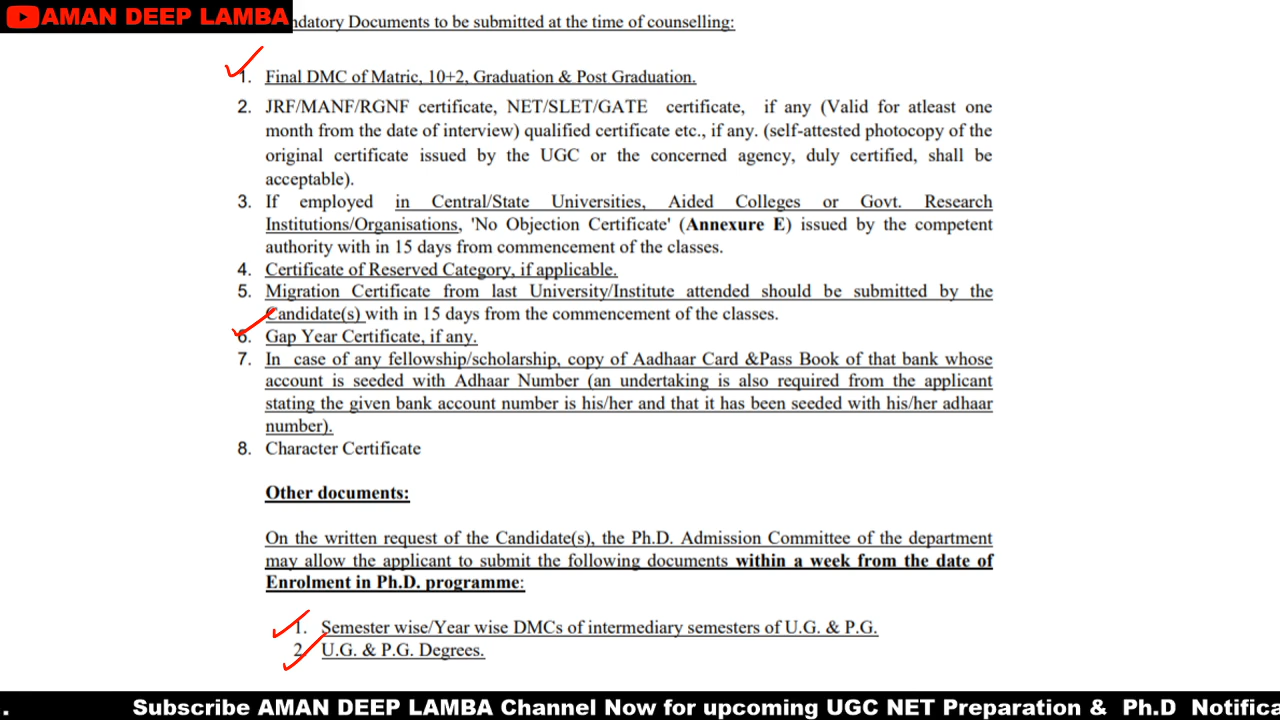 AMAN DEEP LAMBA
ndatory Documents to be submitted at the time of counselling:
1. Final DMC of Matric, 10+2, Graduation & Post Graduation.
2. JRF/MANF/RGNF certificate, NET/SLET/GATE certificate, if any (Valid for atleast one
month from the date of interview) qualified certificate etc., if any. (self-attested photocopy of the
original certificate issued by the UGC or the concerned agency, duly certified, shall be
acceptable).
3. If employed in Central/State Universities, Aided Colleges or Govt. Research
Institutions/Organisations, 'No Objection Certificate' (Annexure E) issued by the competent
authority with in 15 days from commencement of the classes.
4. Certificate of Reserved Category, if applicable.
5. Migration Certificate from last University/Institute attended should be submitted by the
Candidate(s) with in 15 days from the commencement of the classes.
6. Gap Year Certificate, if any.
7. In case of any fellowship/scholarship, copy of Aadhaar Card &Pass Book of that bank whose
account is seeded with Adhaar Number (an undertaking is also required from the applicant
stating the given bank account number is his/her and that it has been seeded with his/her adhaar
number).
8. Character Certificate
Other documents:
On the written request of the Candidate(s), the Ph.D. Admission Committee of the department
may allow the applicant to submit the following documents within a week from the date of
Enrolment in Ph.D. programme:
1. Semester wise/Year wise DMCs of intermediary semesters of U.G. & P.G.
2. U.G. & P.G. Degrees.
. Subscribe AMAN DEEP LAMBA Channel Now for upcoming UGC NET Preparation & Ph.D Notifica